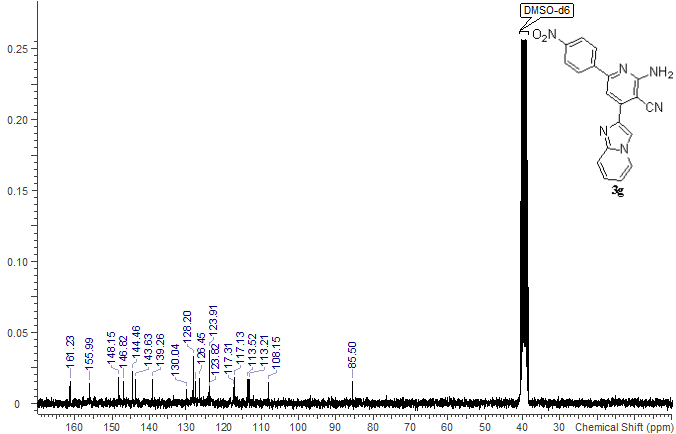 DMSO-d6
O2N
N
NH2
CN
N
N
3g
0.25
0.20
0.15
0.10
0.05
0
161.23
155.99
148.15
146.82
144.46
143.63
139.26
130.04
128.20
126.45
123.91
123.82
117.31
117.13
113.52
113.21
108.15
85.50
160 150 140 130 120 110 100 90 80 70 60 50 40 30
Chemical Shift (ppm)